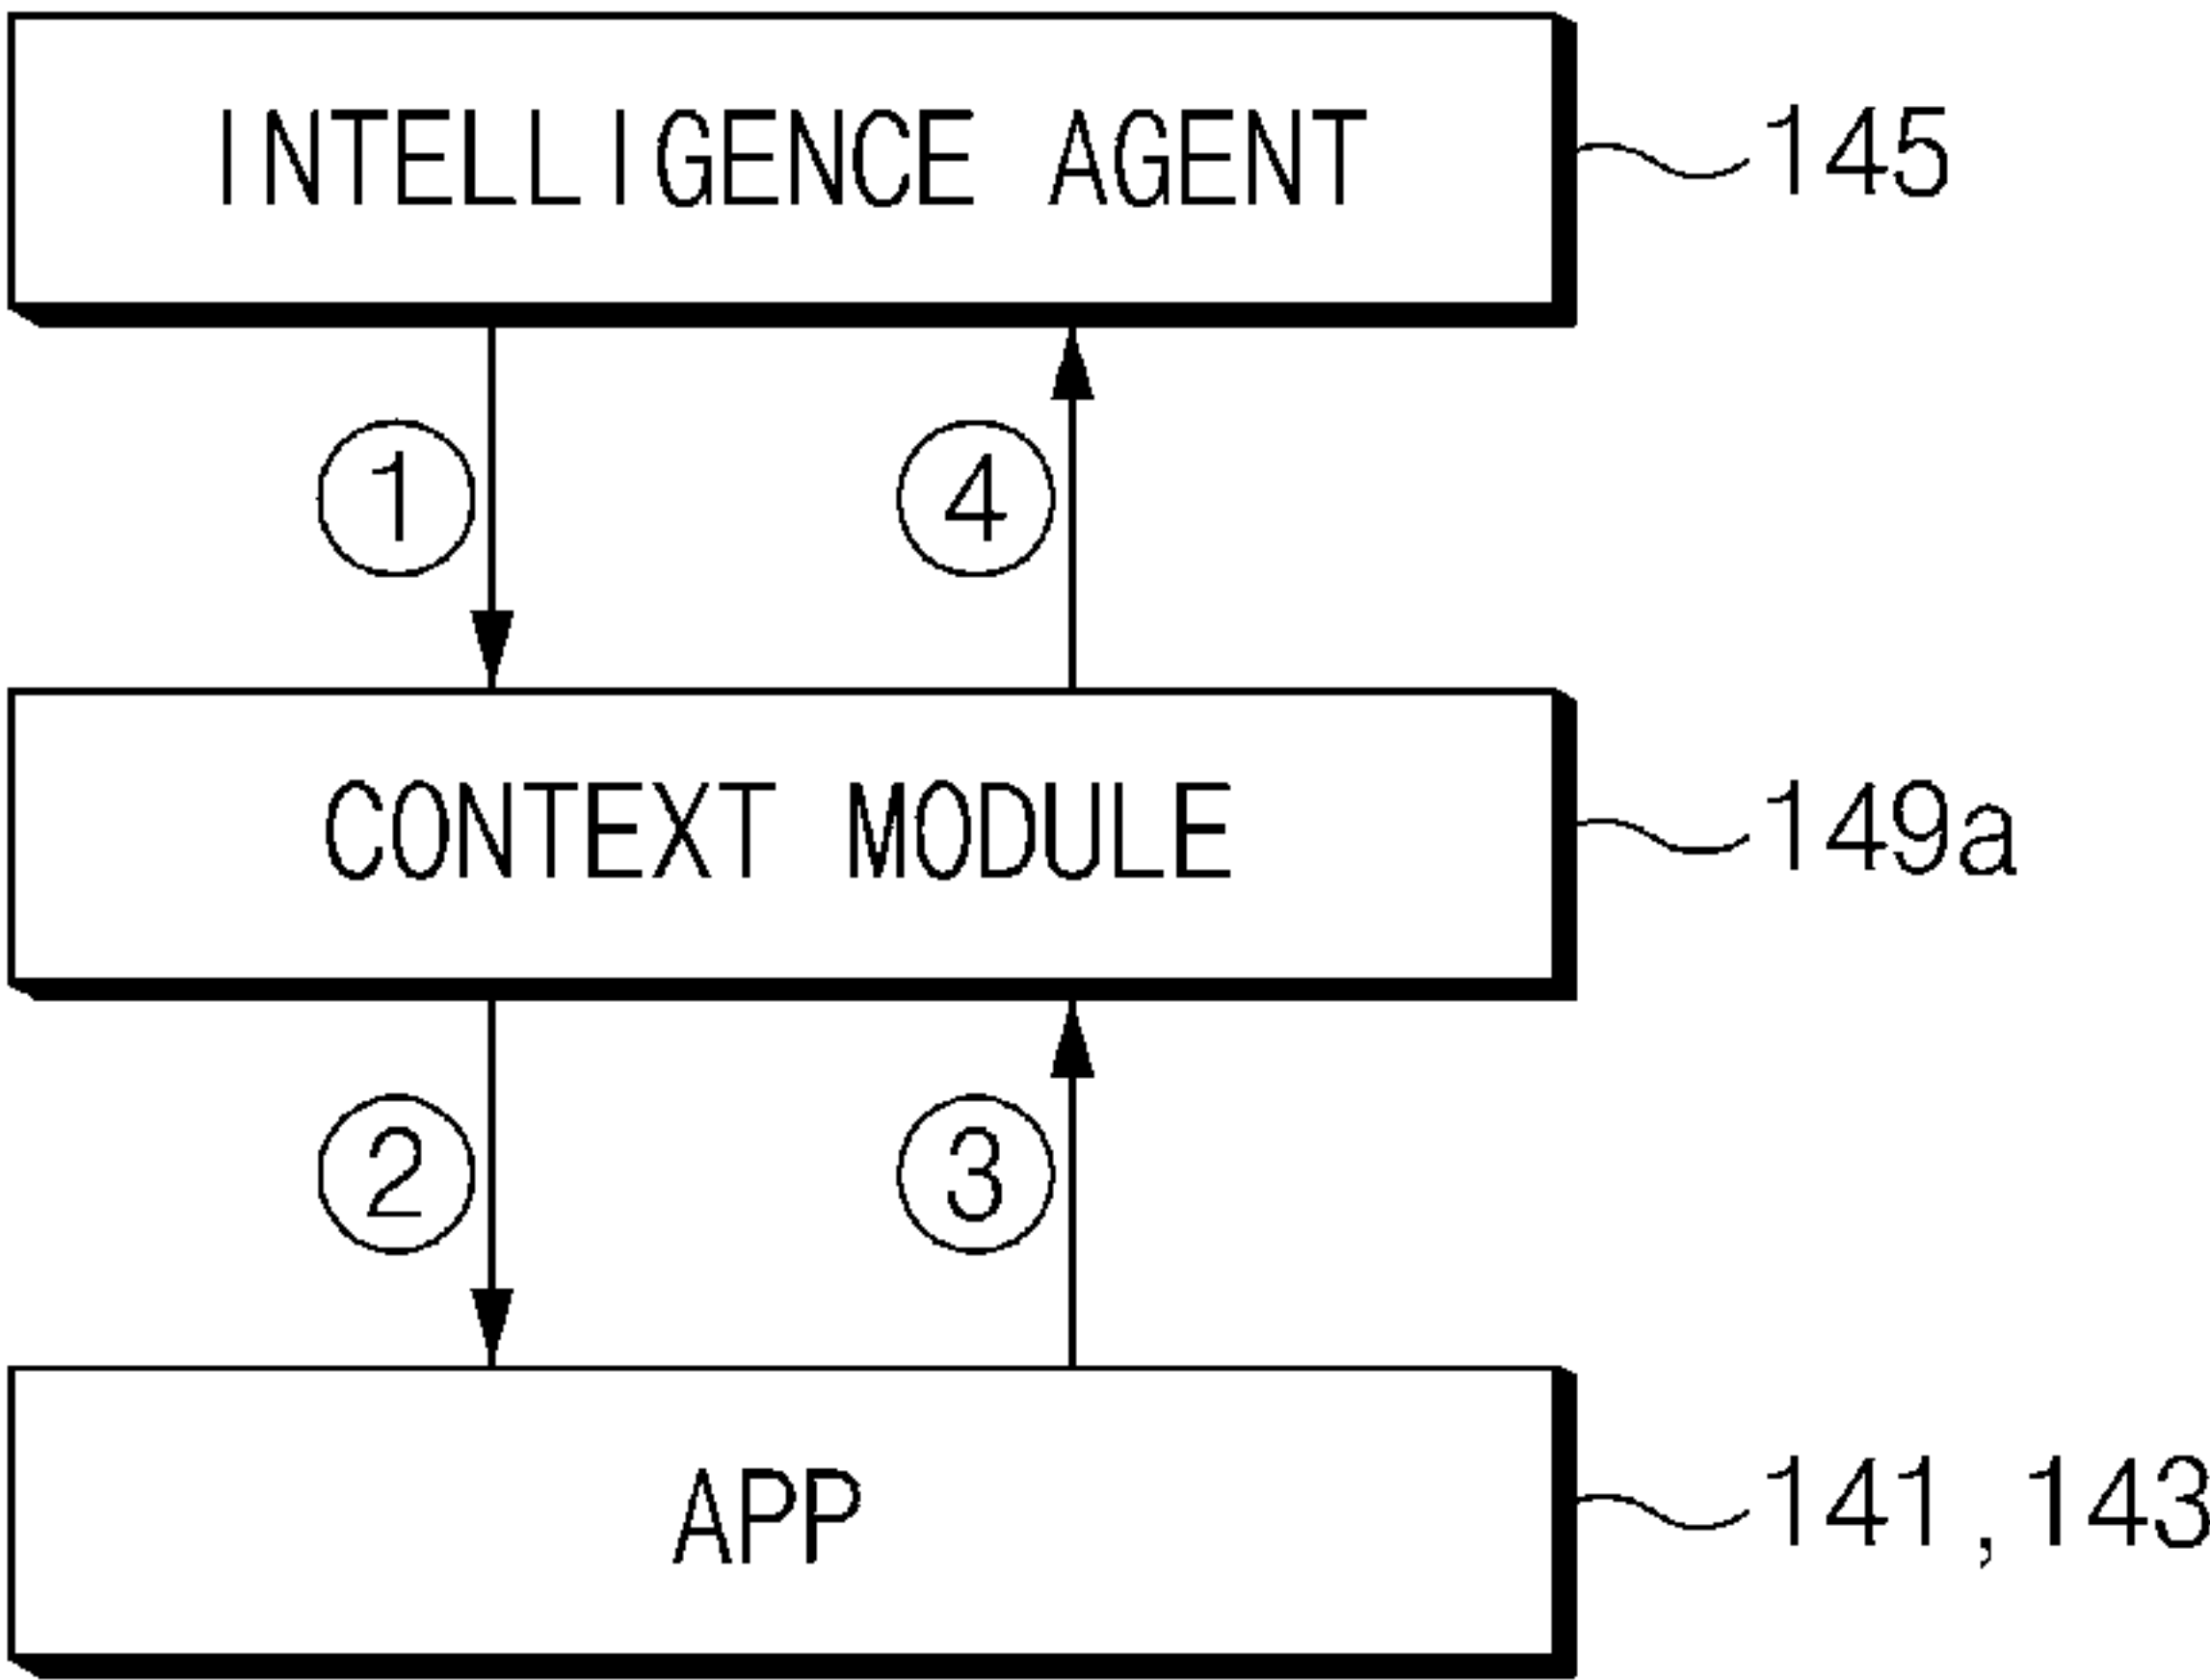 INTELLIGENCE AGENT 145
① ④
CONTEXT MODULE 149a
② ③
APP 141,143